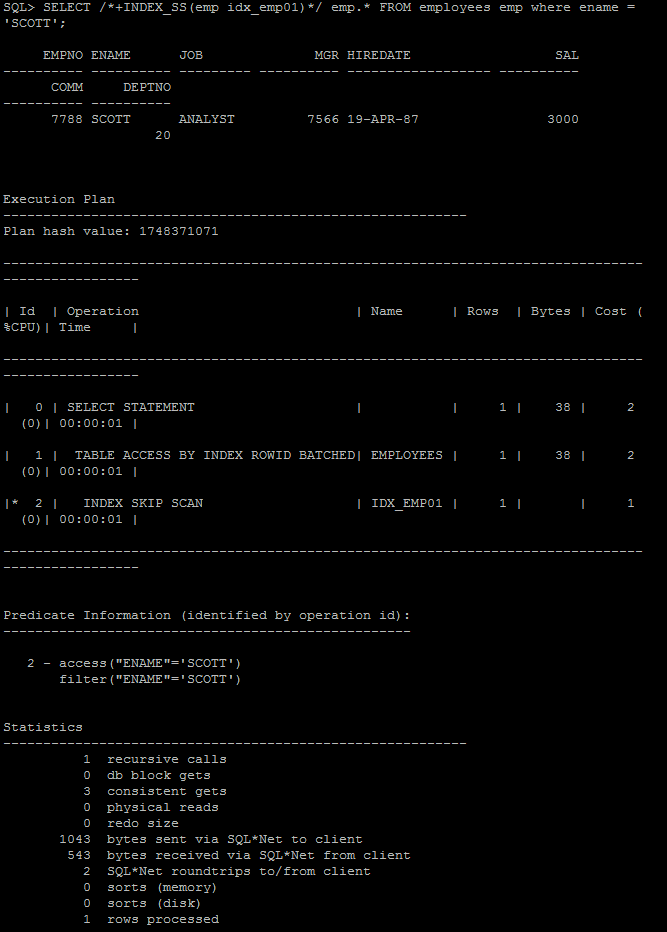 SQL> SELECT /*+INDEX_SS(emp idx_emp01)*/ emp.* FROM employees emp where ename =
'SCOTT';
     EMPNO ENAME      JOB              MGR HIREDATE                  SAL
---------- ---------- --------- ---------- ------------------ ----------
      COMM     DEPTNO
---------- ----------
      7788 SCOTT      ANALYST         7566 19-APR-87                3000
                   20
Execution Plan
----------------------------------------------------------
Plan hash value: 1748371071
--------------------------------------------------------------------------------
-----------------
| Id  | Operation                           | Name      | Rows  | Bytes | Cost (
%CPU)| Time     |
--------------------------------------------------------------------------------
-----------------
|   0 | SELECT STATEMENT                    |           |     1 |    38 |     2
  (0)| 00:00:01 |
|   1 |  TABLE ACCESS BY INDEX ROWID BATCHED| EMPLOYEES |     1 |    38 |     2
  (0)| 00:00:01 |
|*  2 |   INDEX SKIP SCAN                   | IDX_EMP01 |     1 |       |     1
  (0)| 00:00:01 |
--------------------------------------------------------------------------------
-----------------
Predicate Information (identified by operation id):
---------------------------------------------------
   2 - access("ENAME"='SCOTT')
       filter("ENAME"='SCOTT')
Statistics
----------------------------------------------------------
          1  recursive calls
          0  db block gets
          3  consistent gets
          0  physical reads
          0  redo size
       1043  bytes sent via SQL*Net to client
        543  bytes received via SQL*Net from client
          2  SQL*Net roundtrips to/from client
          0  sorts (memory)
          0  sorts (disk)
          1  rows processed